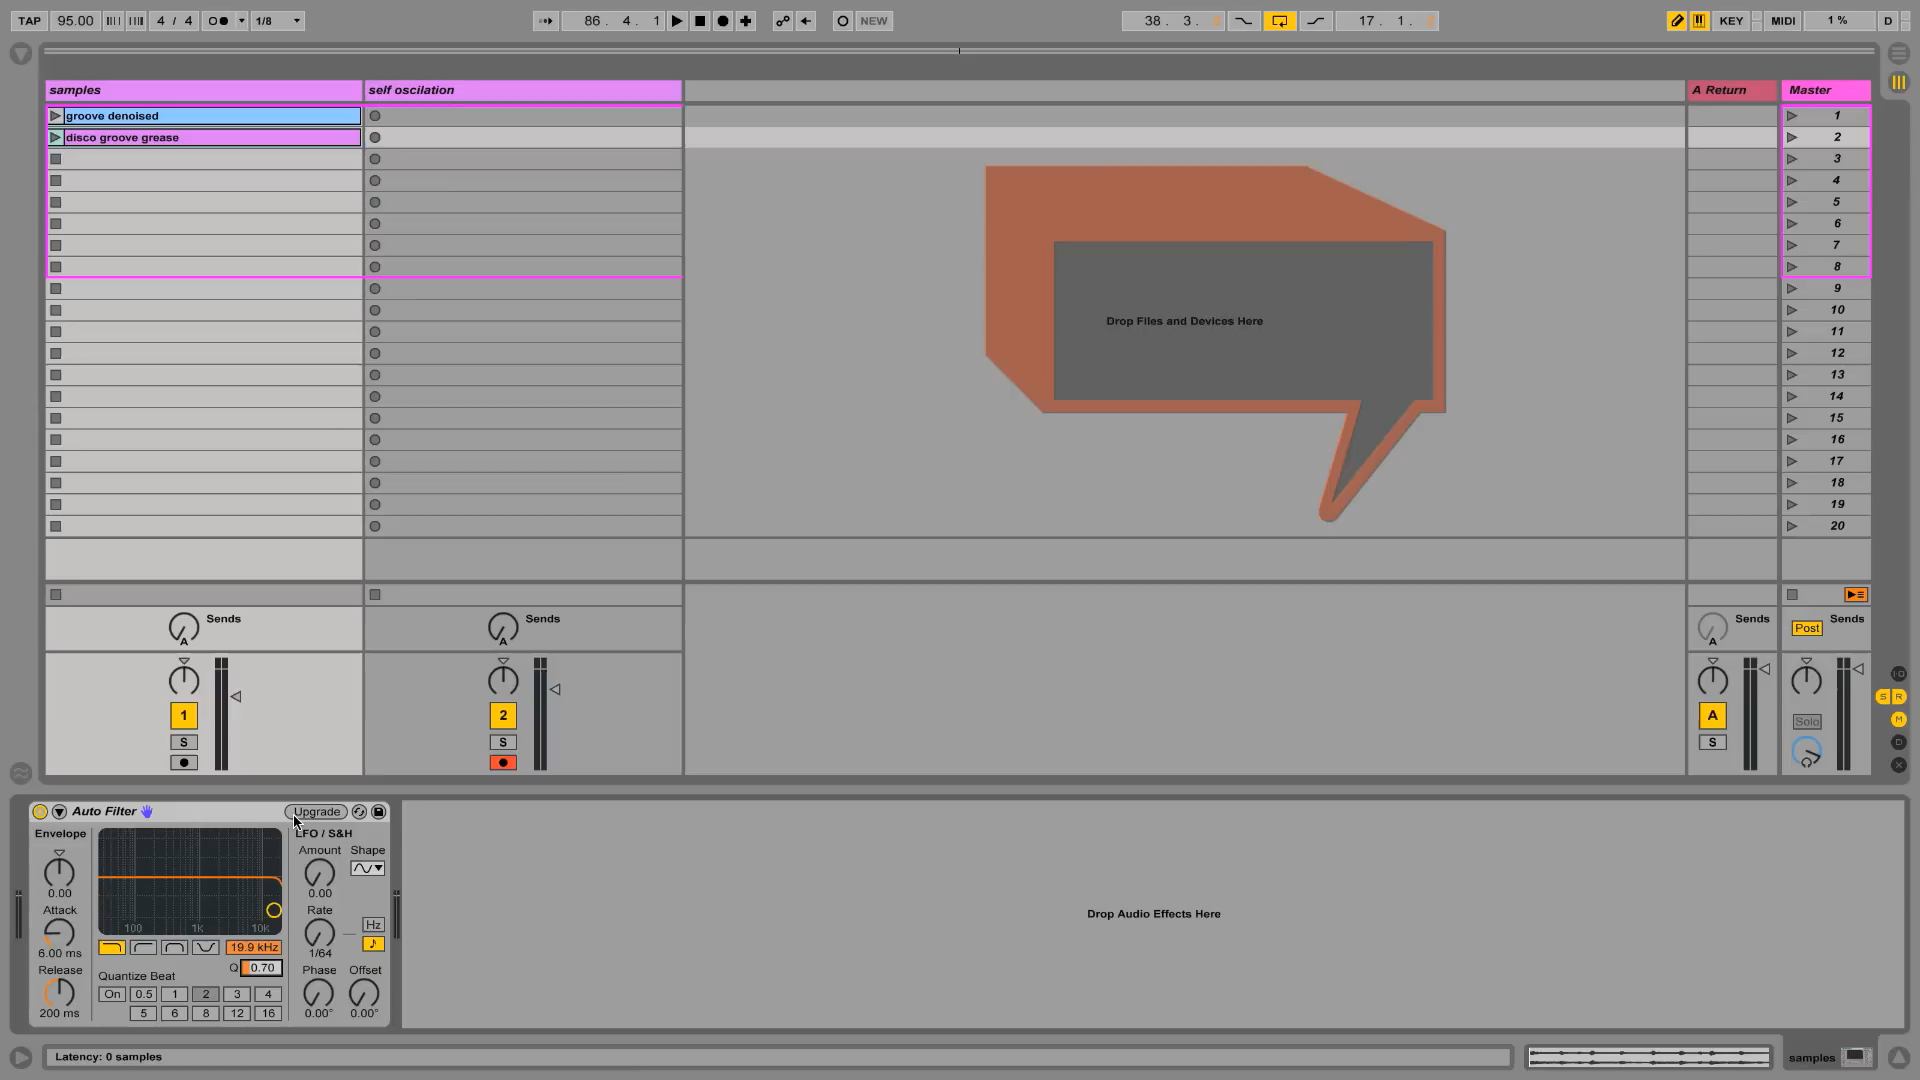 TAP 95.00 4 / 4 1/8 86 . 4 . 1 NEW 38 . 3 . 17 . 1 . KEY MIDI 1 % D
samples self oscilation A Return Master
groove denoised 1
disco groove grease 2
3
4
5
6
7
8
9
10
11
12
13
14
15
16
17
18
19
20
Drop Files and Devices Here
Sends Sends Sends Sends
A A A Post
1 2 A Solo
S S S
I·O
S R
M
D
X
Auto Filter Upgrade
Envelope LFO / S&H
Amount Shape
0.00 0.00
Attack Rate
100 1k 10k Hz
6.00 ms 19.9 kHz 1/64
Release Q 0.70 Phase Offset
Quantize Beat
On 0.5 1 2 3 4
200 ms 5 6 8 12 16 0.00° 0.00°
Drop Audio Effects Here
Latency: 0 samples samples